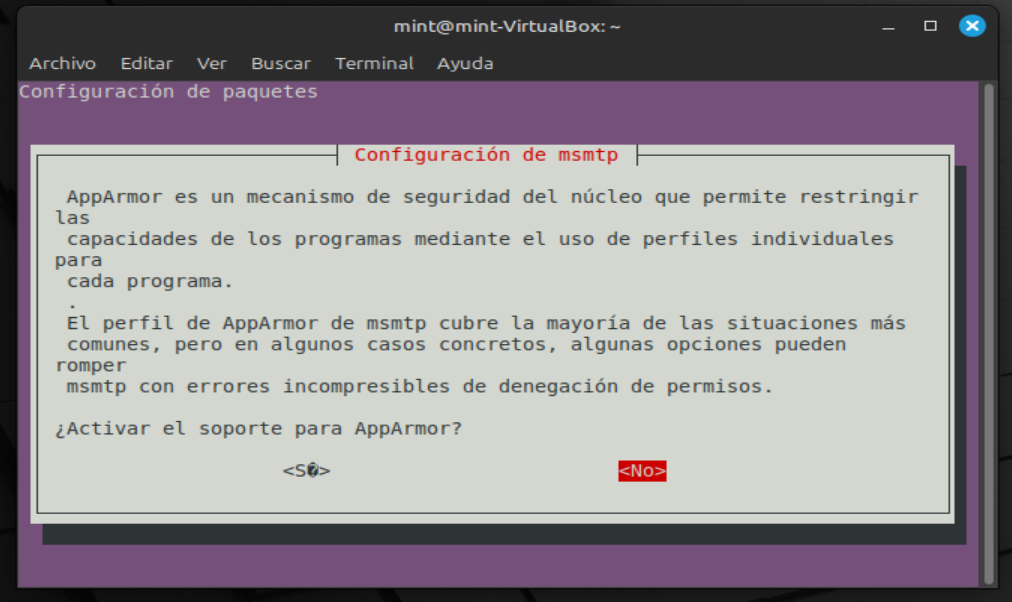 mint@mint-VirtualBox: ~
Archivo Editar Ver Buscar Terminal Ayuda
Configuración de paquetes
Configuración de msmtp
AppArmor es un mecanismo de seguridad del núcleo que permite restringir
las
capacidades de los programas mediante el uso de perfiles individuales
para
cada programa.
.
El perfil de AppArmor de msmtp cubre la mayoría de las situaciones más
comunes, pero en algunos casos concretos, algunas opciones pueden
romper
msmtp con errores incompresibles de denegación de permisos.
¿Activar el soporte para AppArmor?
<S�> <No>